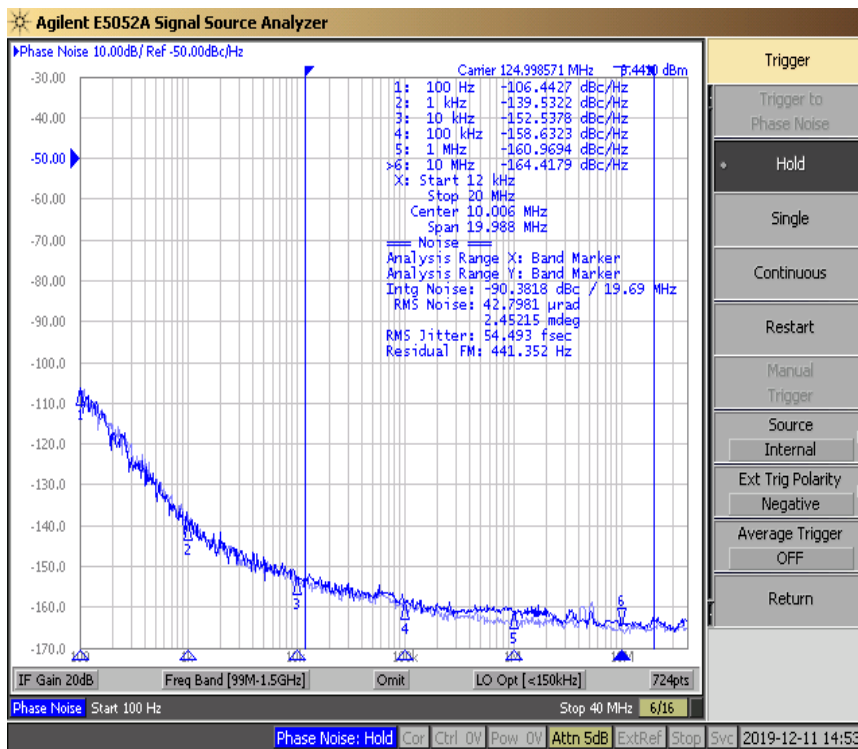 Agilent E5052A Signal Source Analyzer
Phase Noise 10.00dB/ Ref -50.00dBc/Hz
Carrier 124.998571 MHz dBm
1: 100 Hz -106.4427 dBc/Hz
2: 1 kHz -139.5322 dBc/Hz
3: 10 kHz -152.5378 dBc/Hz
4: 100 kHz -158.6323 dBc/Hz
5: 1 MHz -160.9694 dBc/Hz
>6: 10 MHz -164.4179 dBc/Hz
X: Start 12 kHz
Stop 20 MHz
Center 10.006 MHz
Span 19.988 MHz
=== Noise ===
Analysis Range X: Band Marker
Analysis Range Y: Band Marker
Intg Noise: -90.3818 dBc / 19.69 MHz
RMS Noise: 42.7981 µrad
2.45215 mdeg
RMS Jitter: 54.493 fsec
Residual FM: 441.352 Hz
-30.00
-40.00
-50.00
-60.00
-70.00
-80.00
-90.00
-100.0
-110.0
-120.0
-130.0
-140.0
-150.0
-160.0
-170.0
1
2
3
4
5
6
IF Gain 20dB
Freq Band [99M-1.5GHz]
Omit
LO Opt [<150kHz]
724pts
Phase Noise Start 100 Hz
Stop 40 MHz
6/16
Trigger
Trigger to
Phase Noise
Hold
Single
Continuous
Restart
Manual
Trigger
Source
Internal
Ext Trig Polarity
Negative
Average Trigger
OFF
Return
Phase Noise: Hold
Cor
Ctrl 0V
Pow 0V
Attn 5dB
ExtRef
Stop
Svc
2019-12-11 14:53